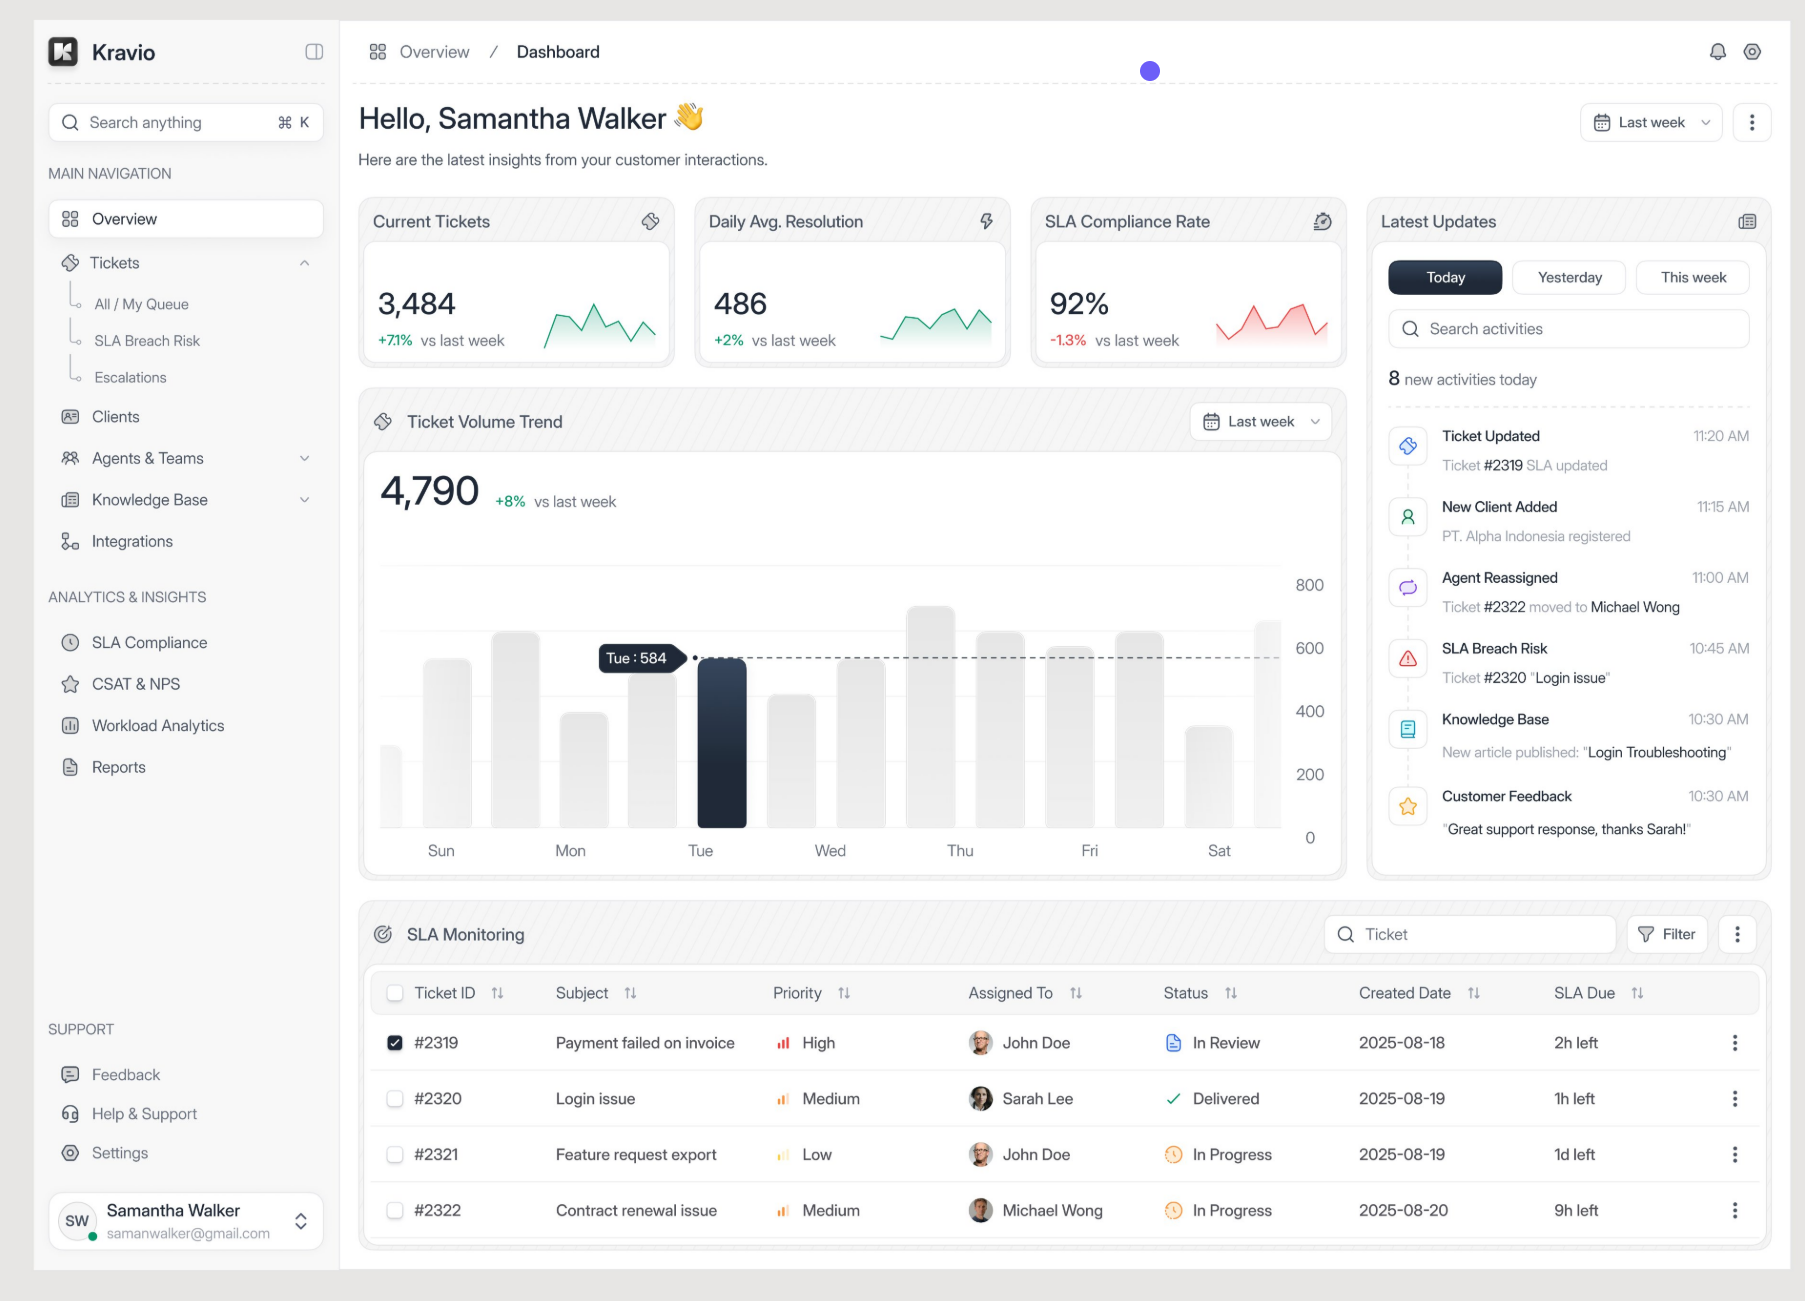 Kravio
Search anything ⌘ K
MAIN NAVIGATION
Overview
Tickets
All / My Queue
SLA Breach Risk
Escalations
Clients
Agents & Teams
Knowledge Base
Integrations
ANALYTICS & INSIGHTS
SLA Compliance
CSAT & NPS
Workload Analytics
Reports
SUPPORT
Feedback
Help & Support
Settings
SW
Samantha Walker
samanwalker@gmail.com
Overview / Dashboard
Hello, Samantha Walker 👋
Here are the latest insights from your customer interactions.
Last week
Current Tickets
3,484
+7.1% vs last week
Daily Avg. Resolution
486
+2% vs last week
SLA Compliance Rate
92%
-1.3% vs last week
Ticket Volume Trend
Last week
4,790 +8% vs last week
800
600
400
200
0
Tue : 584
Sun Mon Tue Wed Thu Fri Sat
Latest Updates
Today Yesterday This week
Search activities
8 new activities today
Ticket Updated 11:20 AM
Ticket #2319 SLA updated
New Client Added 11:15 AM
PT. Alpha Indonesia registered
Agent Reassigned 11:00 AM
Ticket #2322 moved to Michael Wong
SLA Breach Risk 10:45 AM
Ticket #2320 "Login issue"
Knowledge Base 10:30 AM
New article published: "Login Troubleshooting"
Customer Feedback 10:30 AM
"Great support response, thanks Sarah!"
SLA Monitoring
Ticket
Filter
Ticket ID Subject Priority Assigned To Status Created Date SLA Due
#2319 Payment failed on invoice High John Doe In Review 2025-08-18 2h left
#2320 Login issue Medium Sarah Lee Delivered 2025-08-19 1h left
#2321 Feature request export Low John Doe In Progress 2025-08-19 1d left
#2322 Contract renewal issue Medium Michael Wong In Progress 2025-08-20 9h left